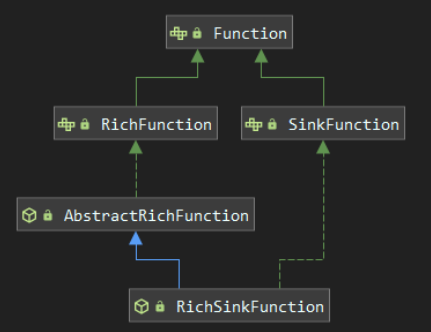 Function
RichFunction
SinkFunction
AbstractRichFunction
RichSinkFunction